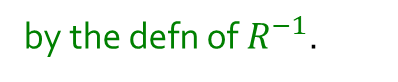 by the defn of R⁻¹.